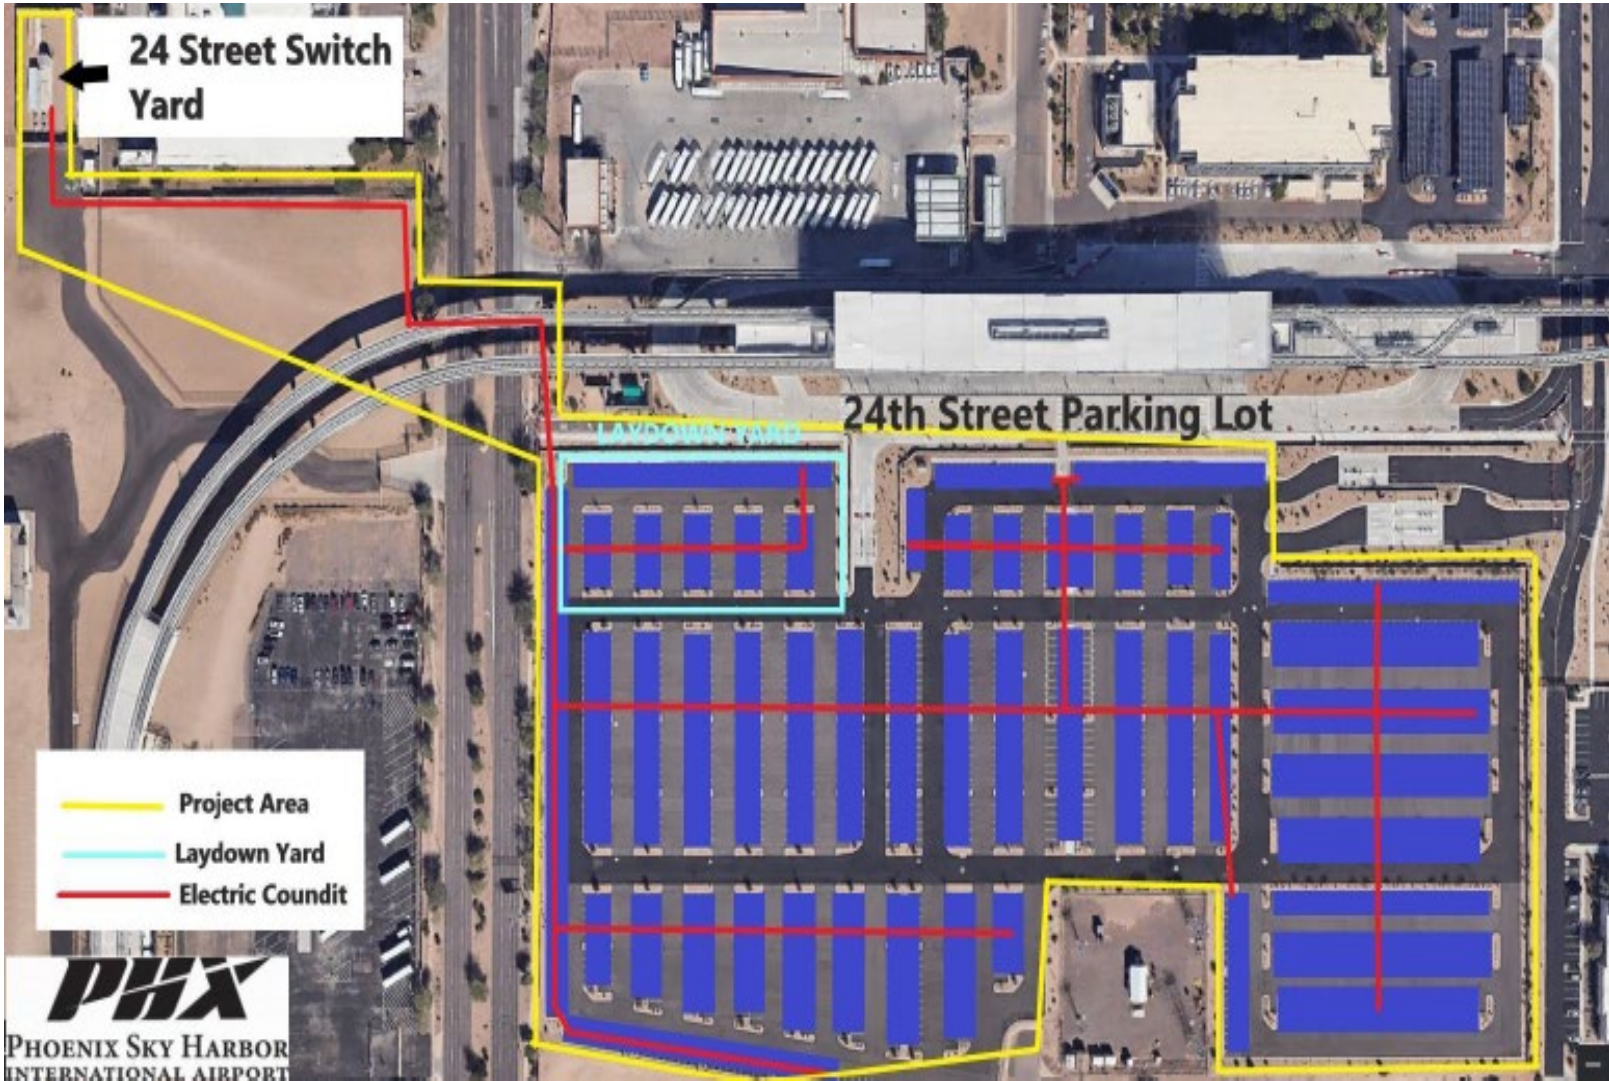 24 Street Switch
Yard
24th Street Parking Lot
LAYDOWN YARD
Project Area
Laydown Yard
Electric Coundit
PHX
PHOENIX SKY HARBOR
INTERNATIONAL AIRPORT